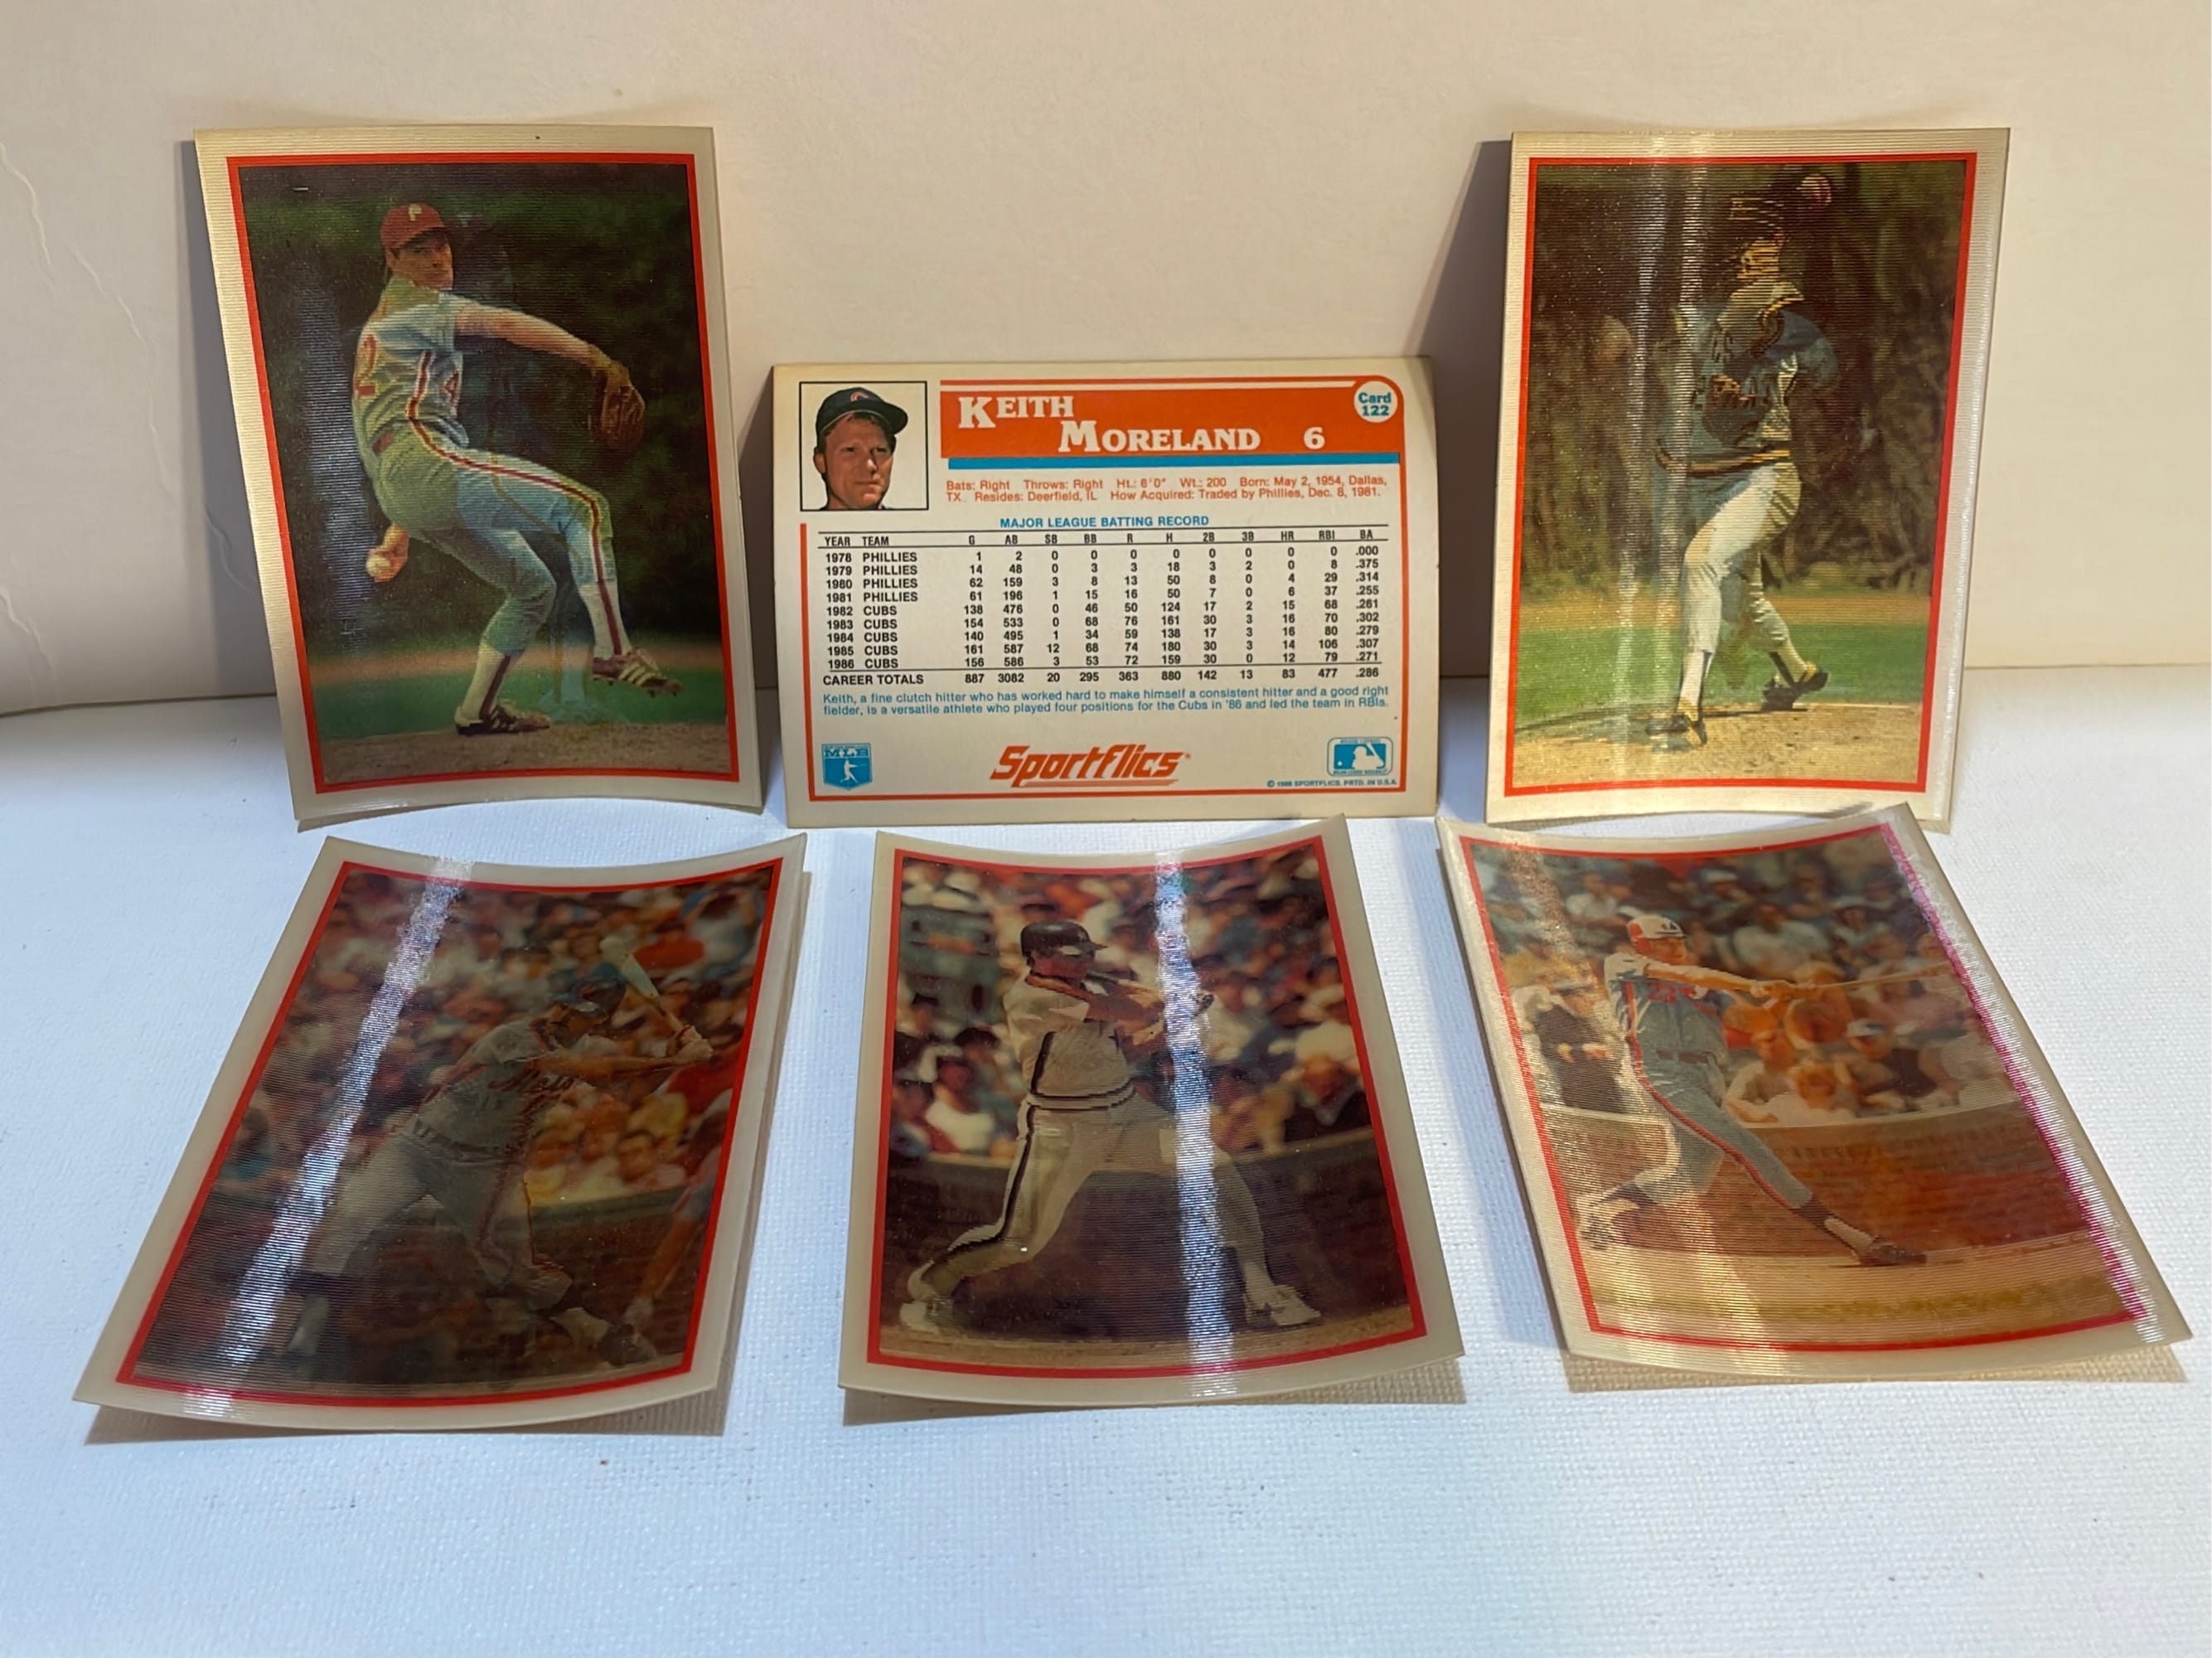 P
2
KEITH
MORELAND 6
Card
122
Bats: Right Throws: Right Ht.: 6'0" Wt.: 200 Born: May 2, 1954, Dallas,
TX. Resides: Deerfield, IL How Acquired: Traded by Phillies, Dec. 8, 1981.
MAJOR LEAGUE BATTING RECORD
YEAR TEAM G AB SB BB R H 2B 3B HR RBI BA
1978 PHILLIES 1 2 0 0 0 0 0 0 0 0 .000
1979 PHILLIES 14 48 0 3 3 18 3 2 0 8 .375
1980 PHILLIES 62 159 3 8 13 50 8 0 4 29 .314
1981 PHILLIES 61 196 1 15 16 50 7 0 6 37 .255
1982 CUBS 138 476 0 46 50 124 17 2 15 68 .261
1983 CUBS 154 533 0 68 76 161 30 3 16 70 .302
1984 CUBS 140 495 1 34 59 138 17 3 16 80 .279
1985 CUBS 161 587 12 68 74 180 30 3 14 106 .307
1986 CUBS 156 586 3 53 72 159 30 0 12 79 .271
CAREER TOTALS 887 3082 20 295 363 880 142 13 83 477 .286
Keith, a fine clutch hitter who has worked hard to make himself a consistent hitter and a good right
fielder, is a versatile athlete who played four positions for the Cubs in '86 and led the team in RBIs.
MLB
Sportflics
SPORTFLICS. PRTD. IN U.S.A.
Mets